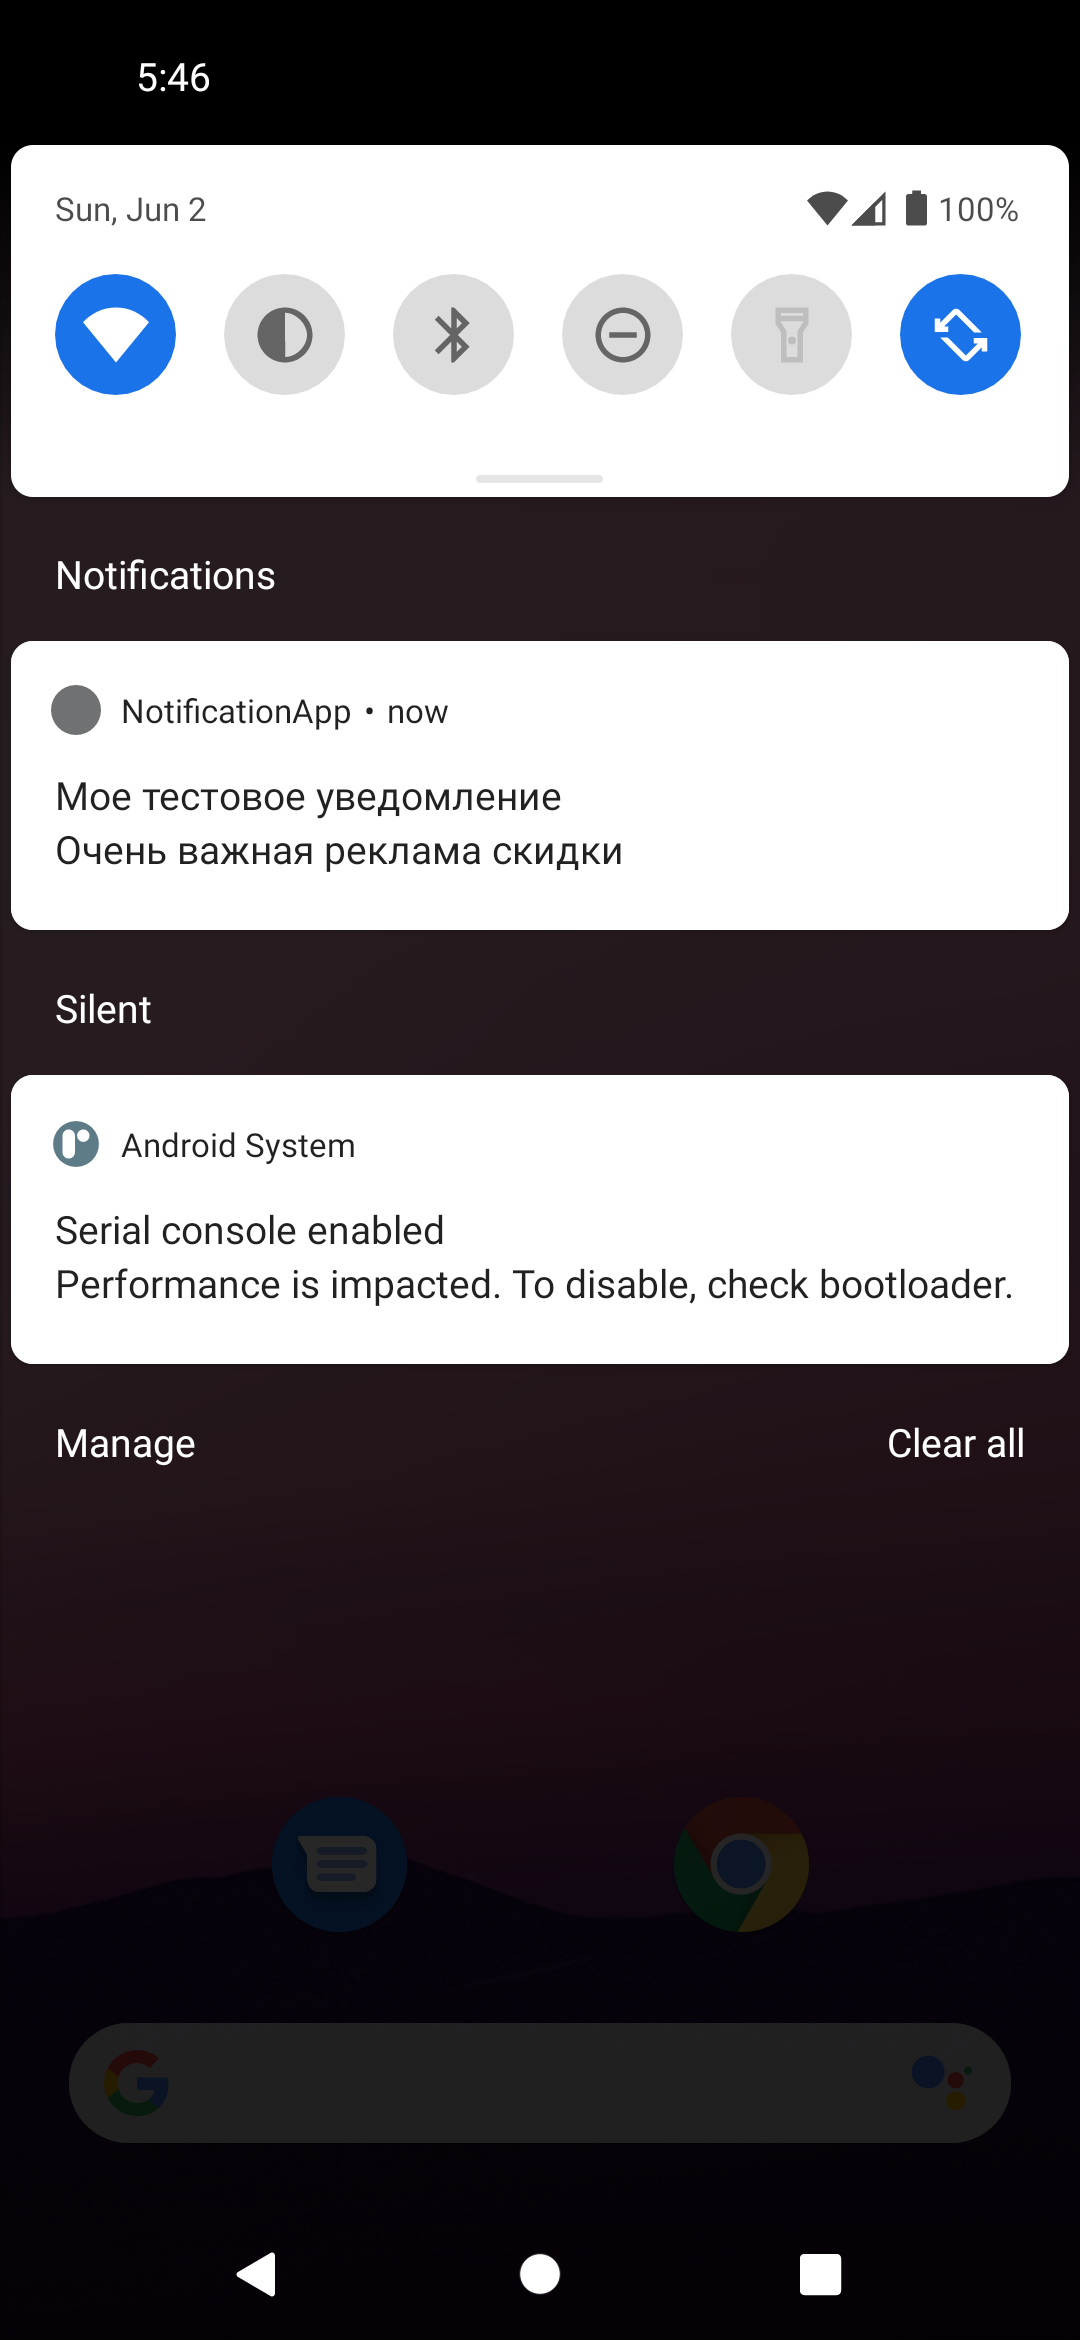 5:46
Sun, Jun 2
100%
Notifications
NotificationApp • now
Мое тестовое уведомление
Очень важная реклама скидки
Silent
Android System
Serial console enabled
Performance is impacted. To disable, check bootloader.
Manage
Clear all